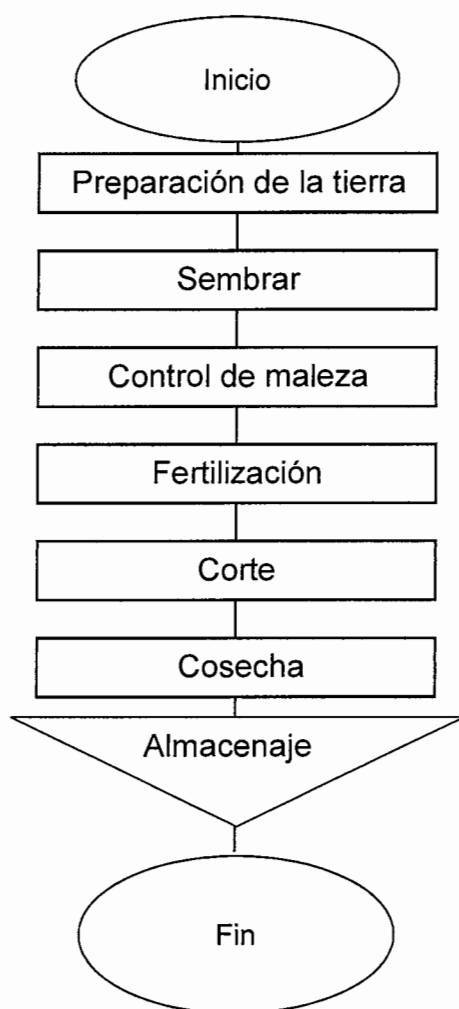 Inicio
Preparación de la tierra
Sembrar
Control de maleza
Fertilización
Corte
Cosecha
Almacenaje
Fin